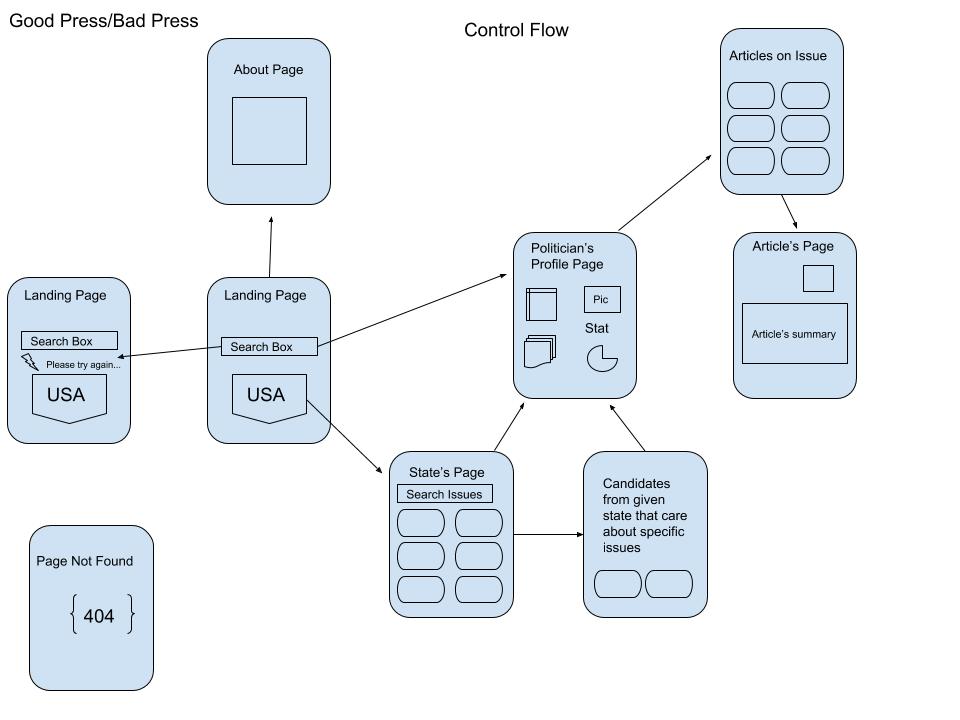 Good Press/Bad Press
Control Flow
About Page
Articles on Issue
Politician's
Profile Page
Pic
Stat
Article's Page
Article's summary
Landing Page
Search Box
Please try again...
USA
Landing Page
Search Box
USA
State's Page
Search Issues
Candidates
from given
state that care
about specific
issues
Page Not Found
{404}